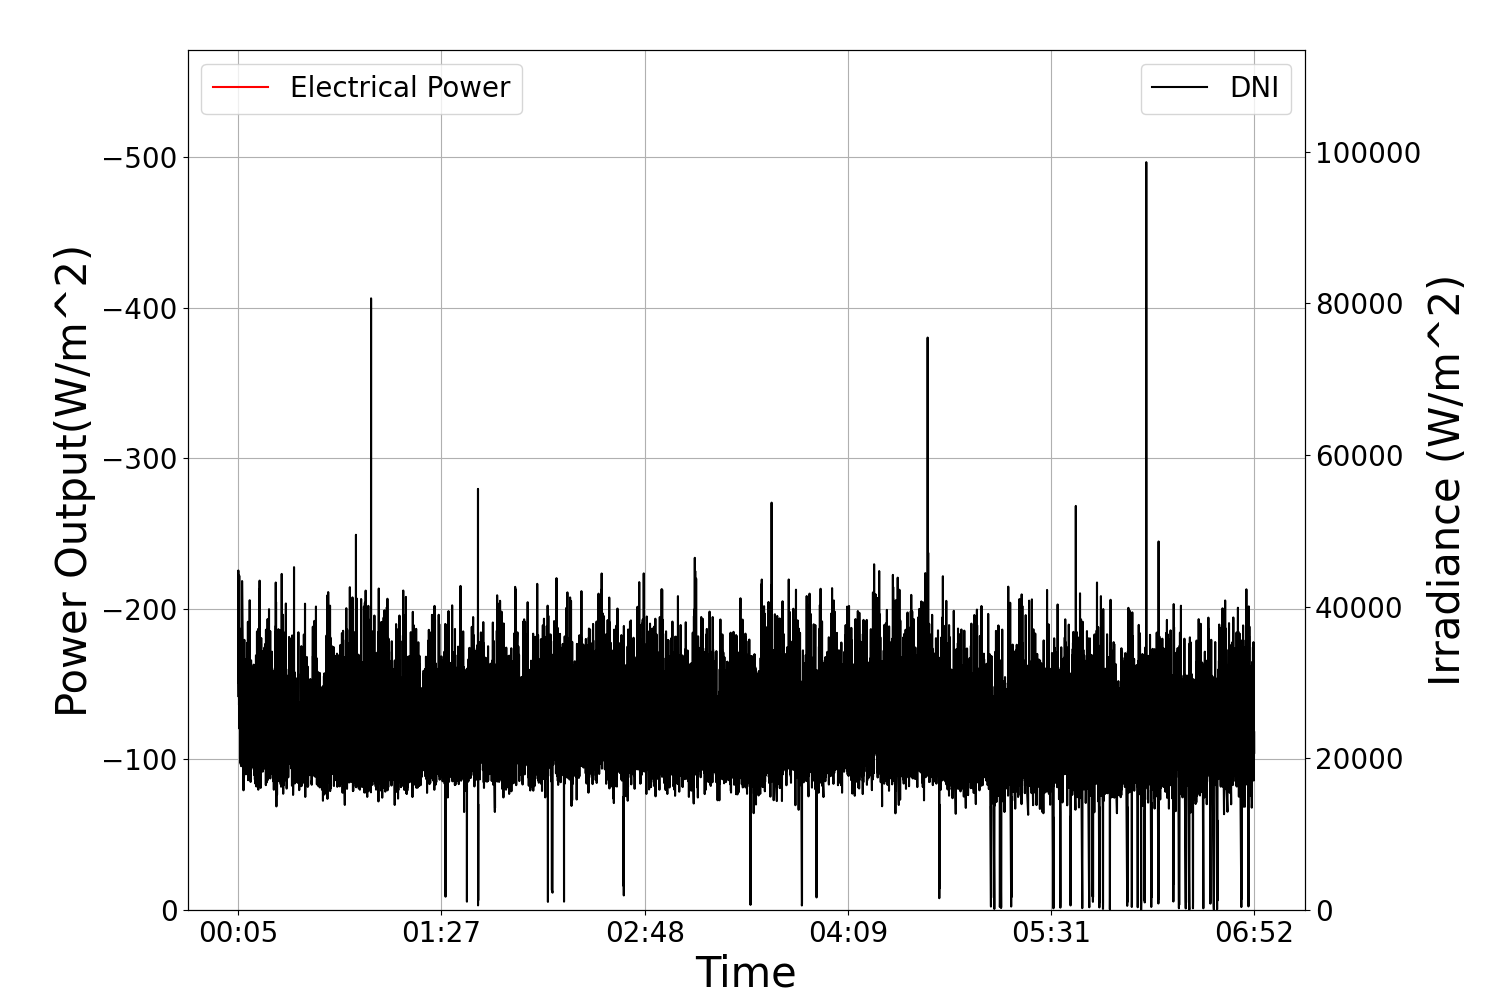 Electrical Power
DNI
Power Output(W/m^2)
−500
−400
−300
−200
−100
0
100000
80000
60000
40000
20000
0
Irradiance (W/m^2)
00:05 01:27 02:48 04:09 05:31 06:52
Time